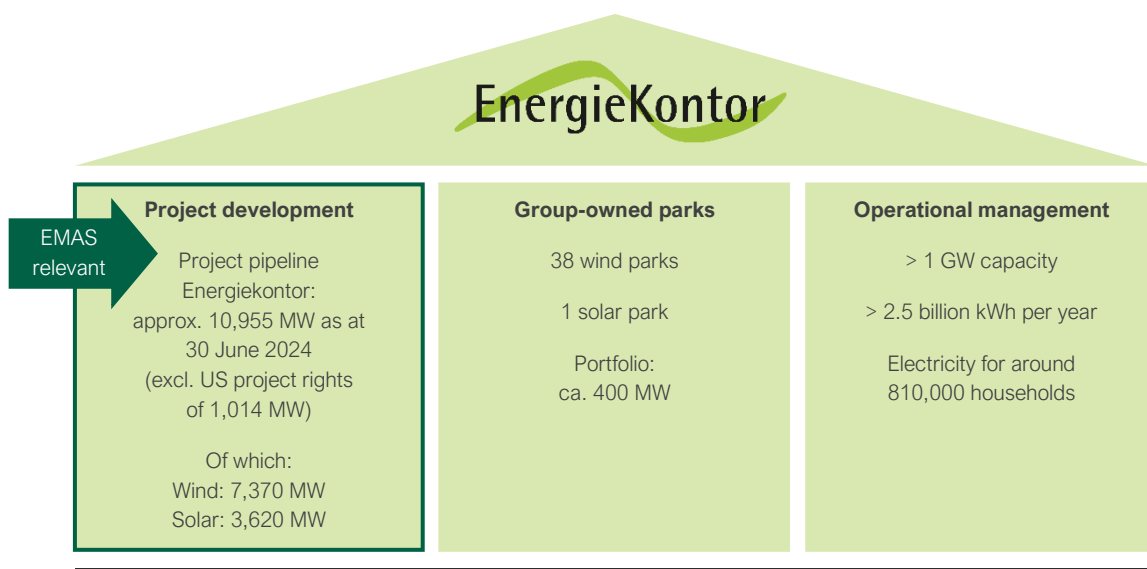 EnergieKontor
EMAS
relevant
Project development
Project pipeline
Energiekontor:
approx. 10,955 MW as at
30 June 2024
(excl. US project rights
of 1,014 MW)
Of which:
Wind: 7,370 MW
Solar: 3,620 MW
Group-owned parks
38 wind parks
1 solar park
Portfolio:
ca. 400 MW
Operational management
> 1 GW capacity
> 2.5 billion kWh per year
Electricity for around
810,000 households